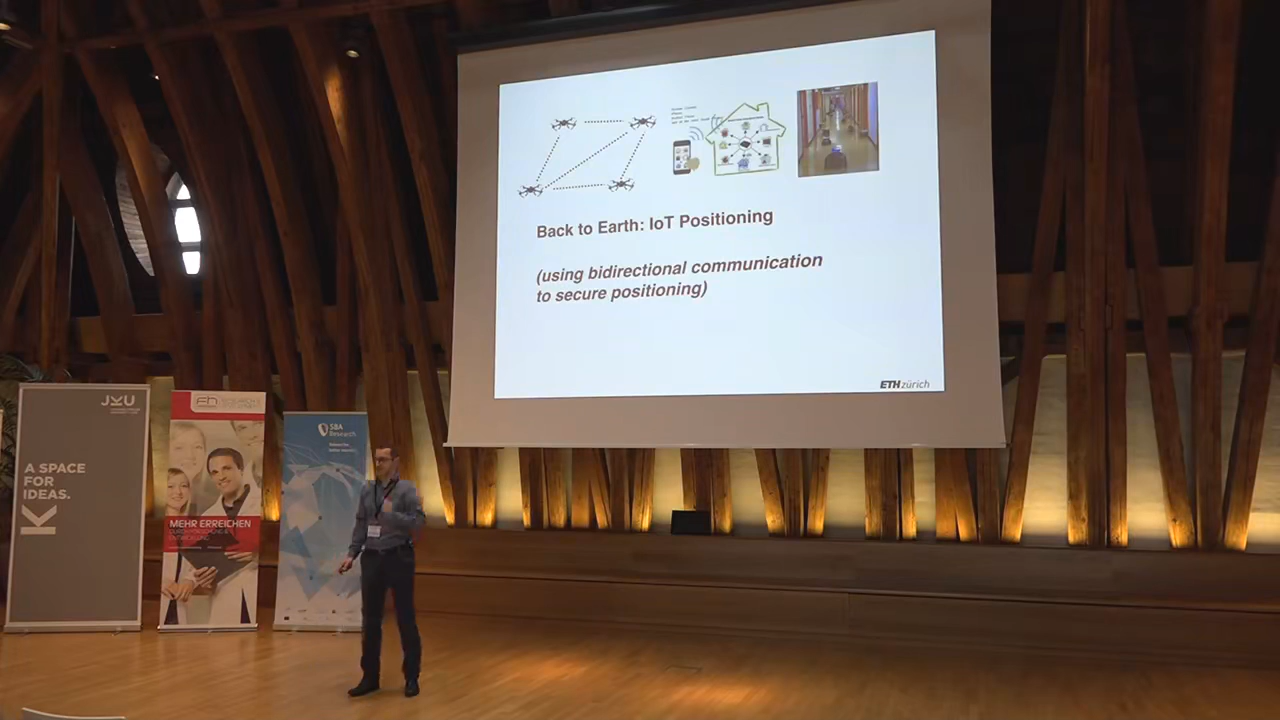 Back to Earth: IoT Positioning
(using bidirectional communication
to secure positioning)
ETH zürich
JKU
A SPACE
FOR
IDEAS.
fh
MEHR ERREICHEN
SBA
Research